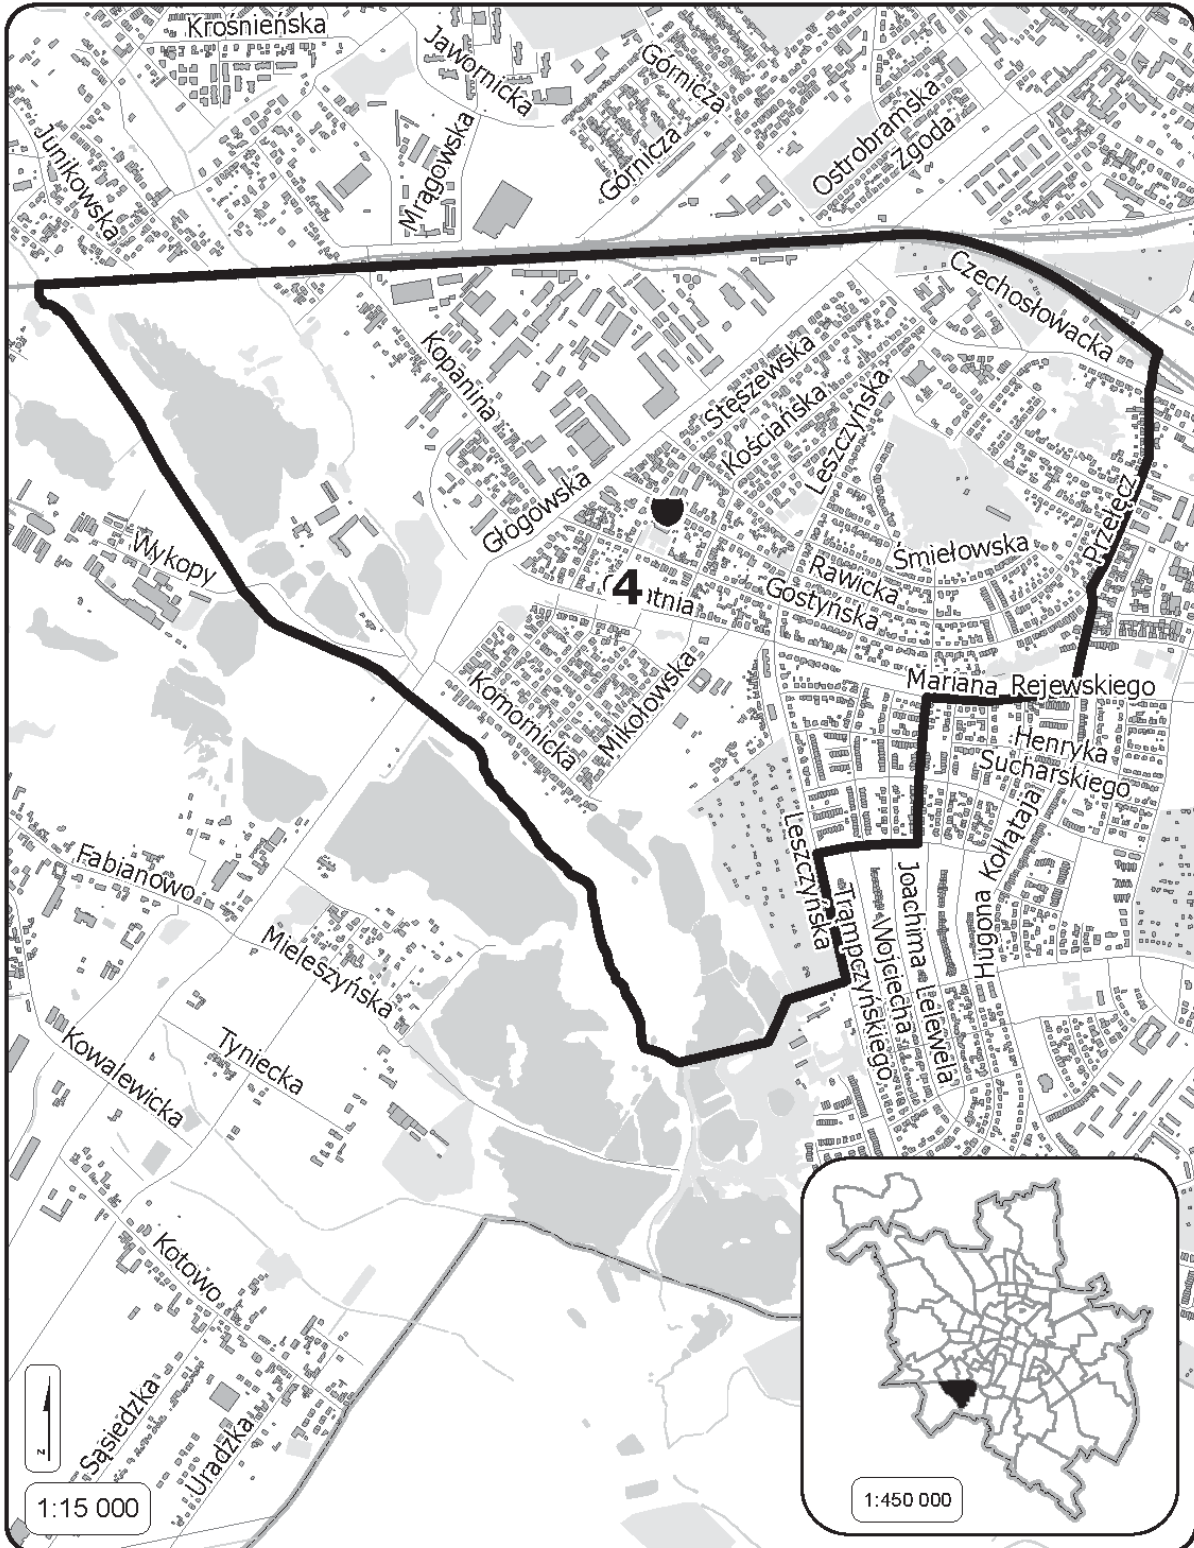 Krośnieńska
Jawornicka
Górnicza
Junikowska
Mrągowska
Górnicza
Ostrobramska
Zgoda
Czechosłowacka
Kopanina
Stęszewska
Kościańska
Leszczyńska
Głogowska
Przełęcz
Wykopy
Śmiełowska
Rawicka
Gostyńska
4
tnia
Komornicka
Mikołowska
Mariana Rejewskiego
Henryka
Sucharskiego
Leszczyńska
Trąmpczyńskiego
Wojciecha
Joachima Lelewela
Hugona Kołłątaja
Fabianowo
Mieleszyńska
Kowalewicka
Tyniecka
Kotowo
Sąsiedzka
Uradzka
z
1:15 000
1:450 000